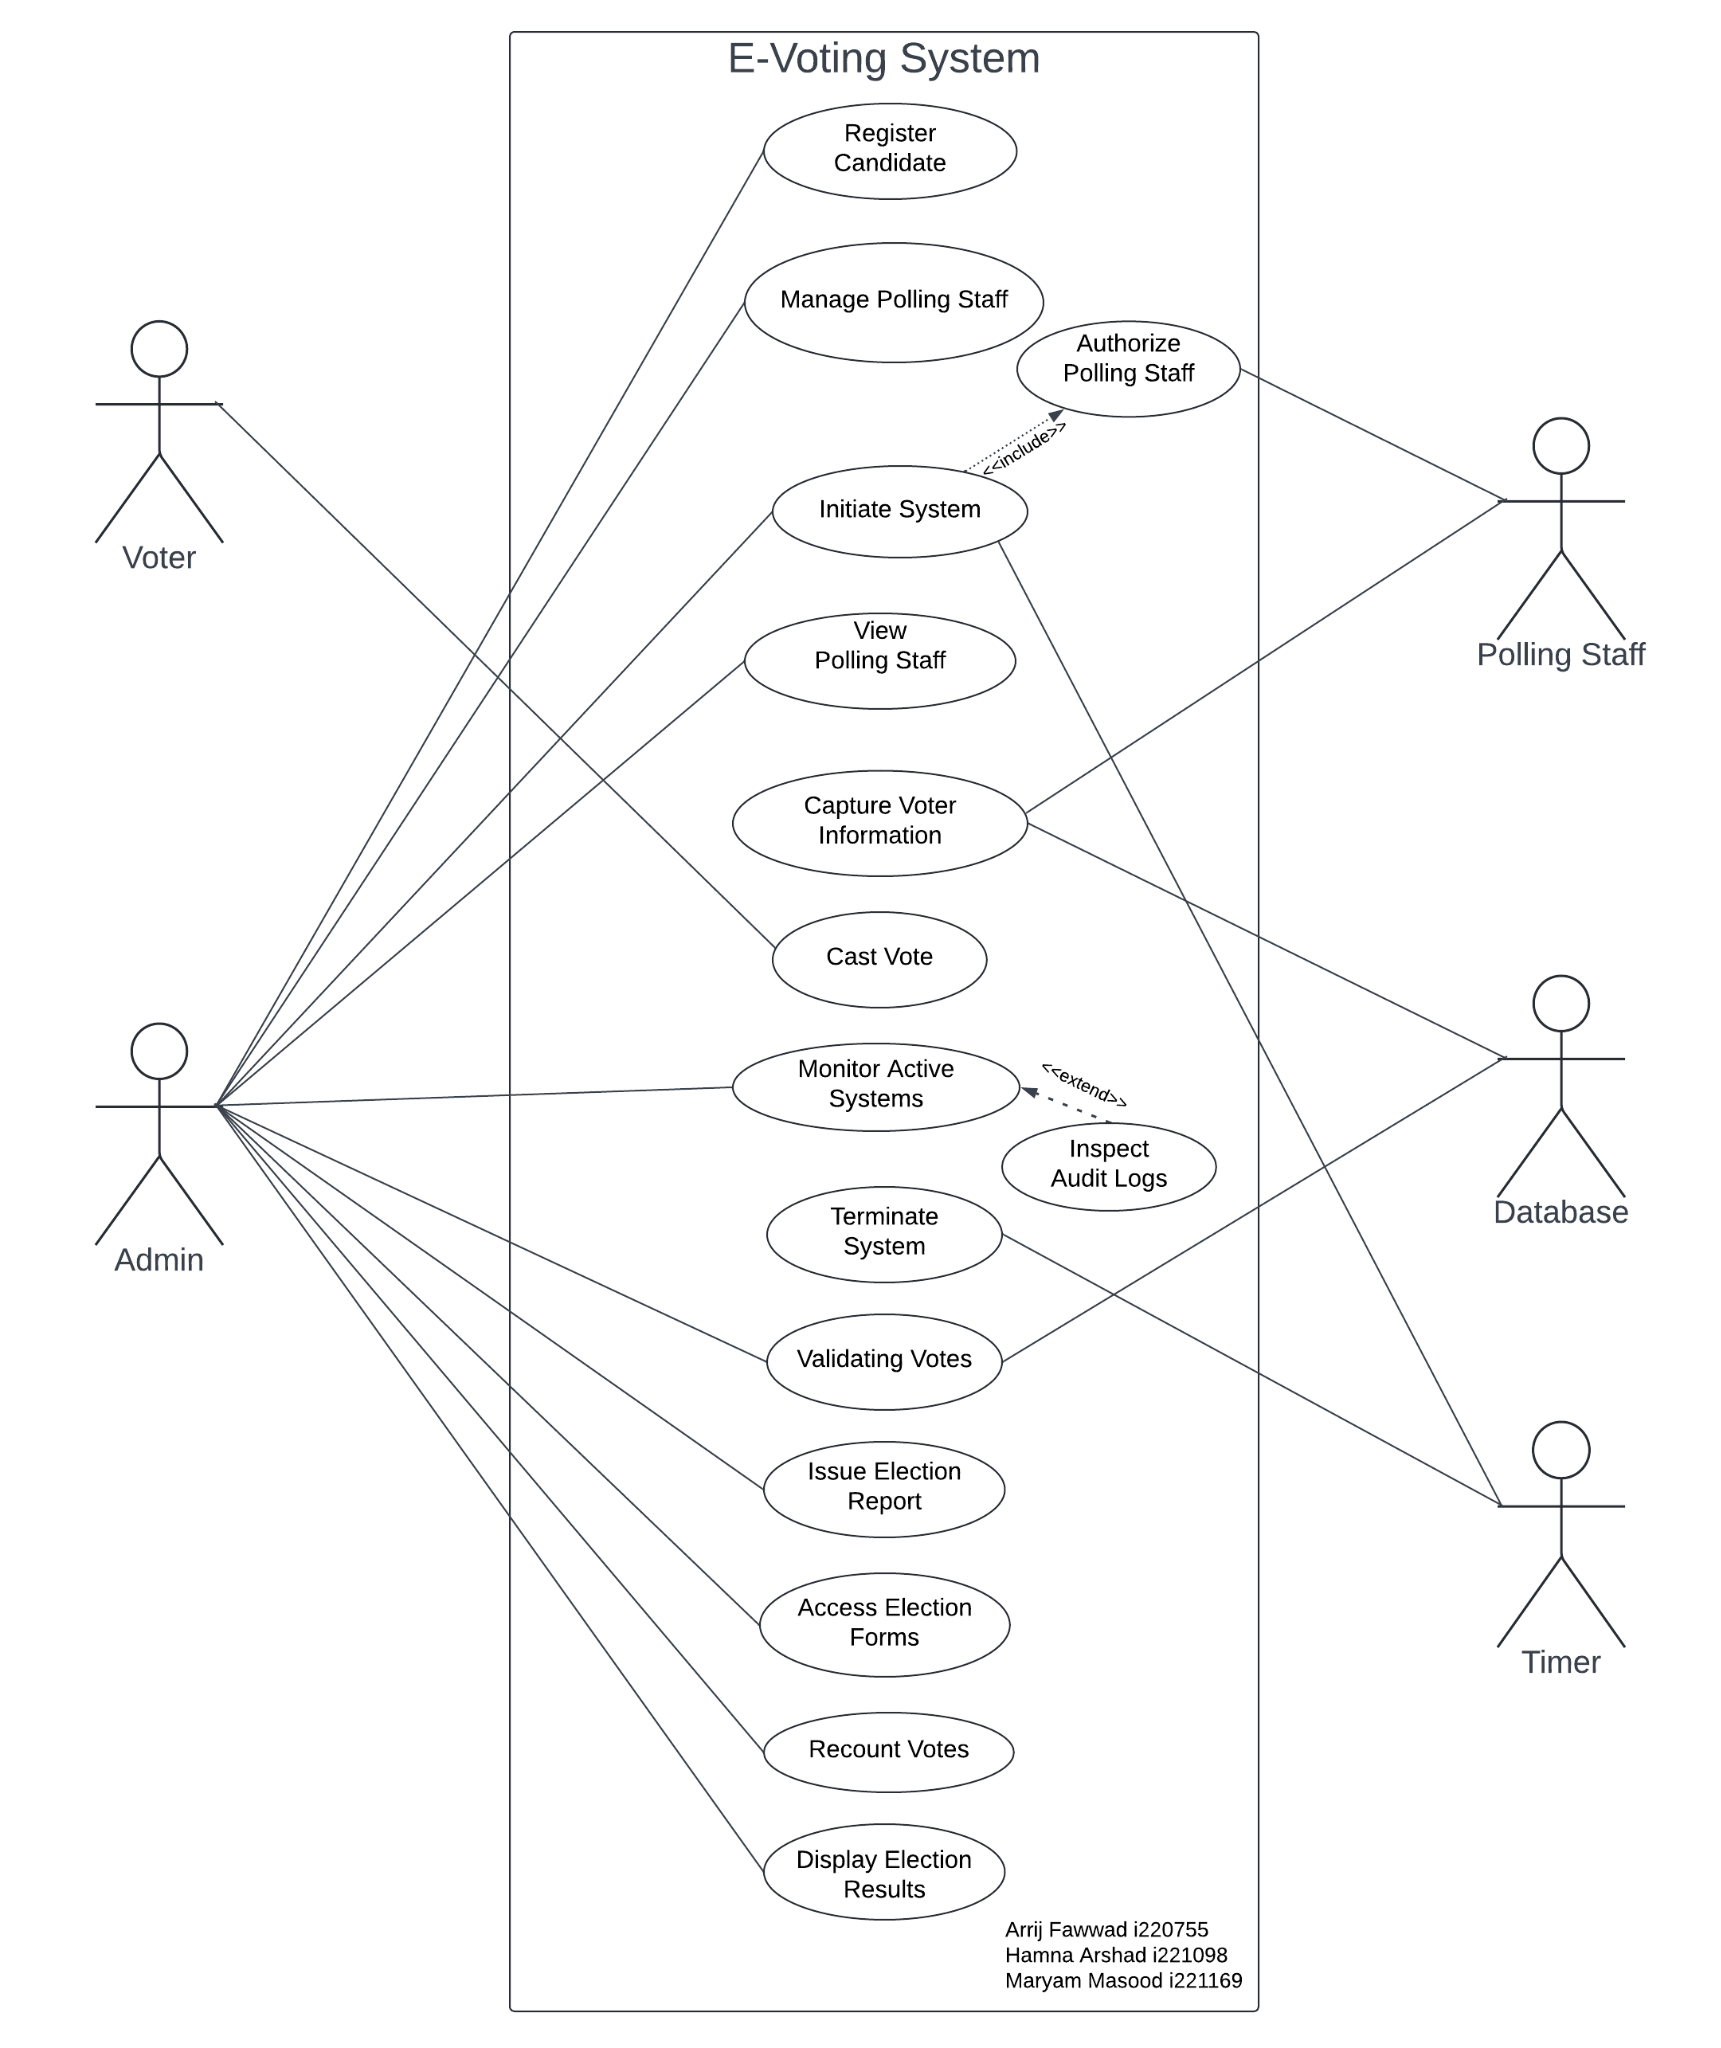 E-Voting System
Register
Candidate
Manage Polling Staff
Authorize
Polling Staff
<<include>>
Initiate System
Voter
View
Polling Staff
Polling Staff
Capture Voter
Information
Cast Vote
Monitor Active
Systems
<<extend>>
Inspect
Audit Logs
Terminate
System
Database
Admin
Validating Votes
Issue Election
Report
Access Election
Forms
Timer
Recount Votes
Display Election
Results
Arrij Fawwad i220755
Hamna Arshad i221098
Maryam Masood i221169